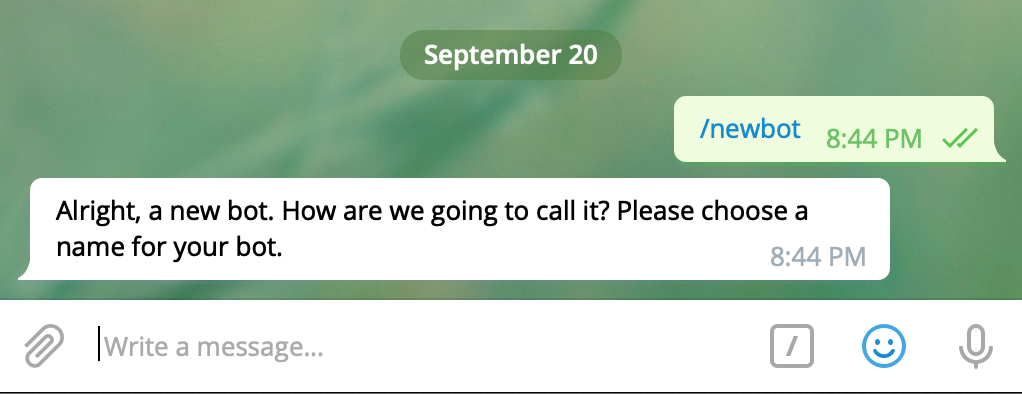 September 20
/newbot 8:44 PM
Alright, a new bot. How are we going to call it? Please choose a
name for your bot.
8:44 PM
Write a message...
/